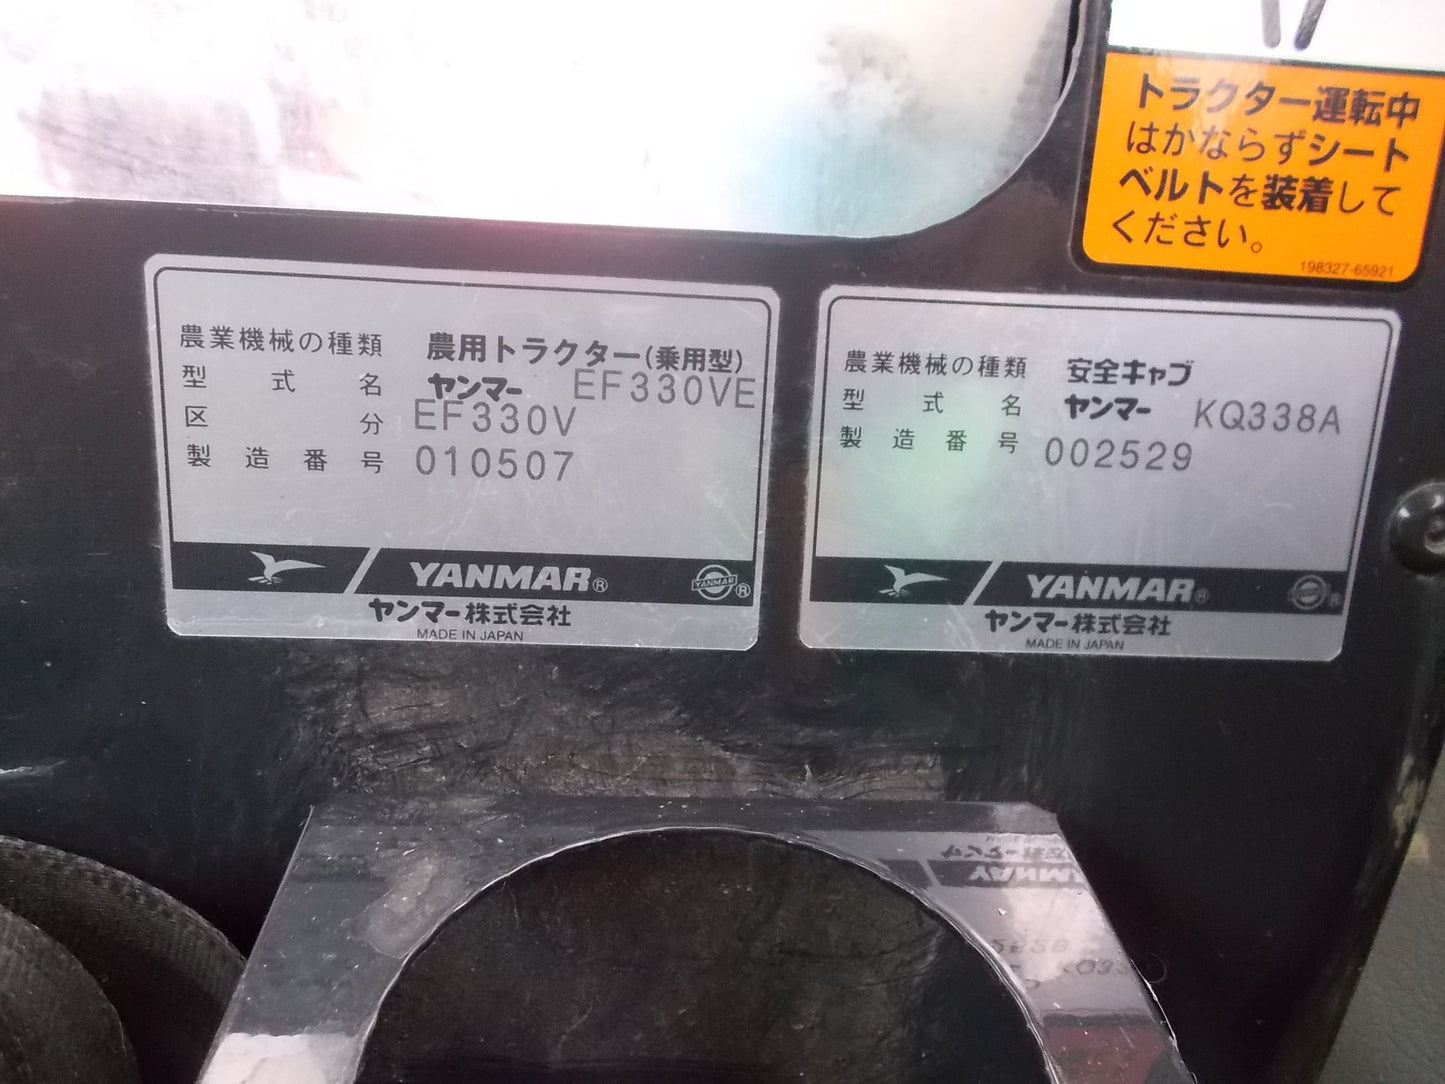 トラクター運転中
はかならずシート
ベルトを装着して
ください。
198327-65921
農業機械の種類 農用トラクター(乗用型)
型式名 ヤンマー EF330VE
区分 EF330V
製造番号 010507
YANMAR®
YANMAR ®
ヤンマー株式会社
MADE IN JAPAN
農業機械の種類 安全キャブ
型式名 ヤンマー KQ338A
製造番号 002529
YANMAR®
ヤンマー株式会社
MADE IN JAPAN